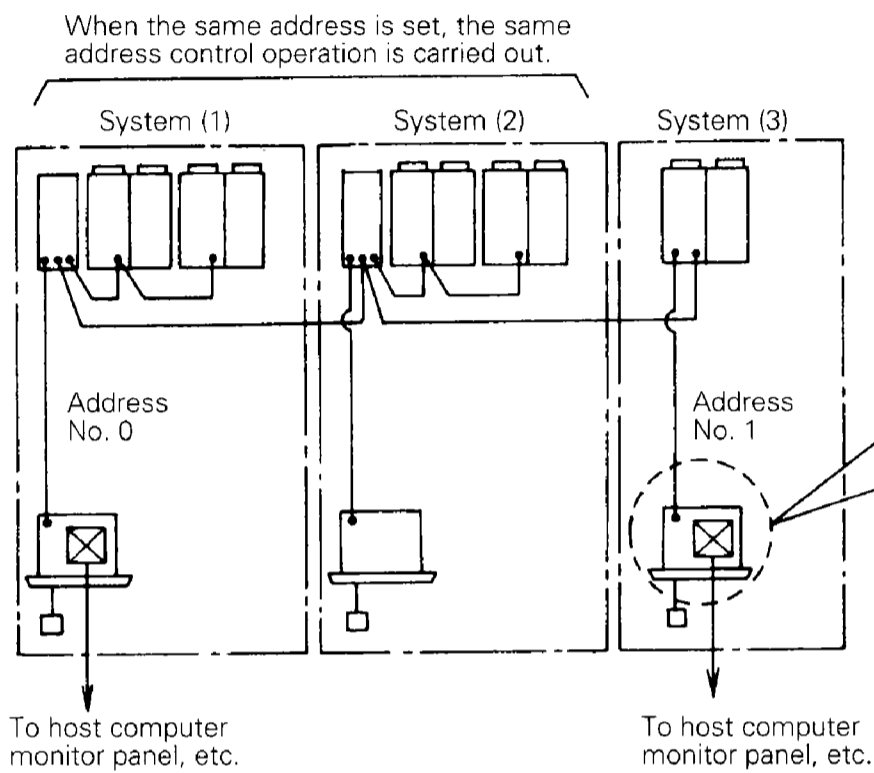 When the same address is set, the same
address control operation is carried out.
System (1)
System (2)
System (3)
Address
No. 0
Address
No. 1
To host computer
monitor panel, etc.
To host computer
monitor panel, etc.